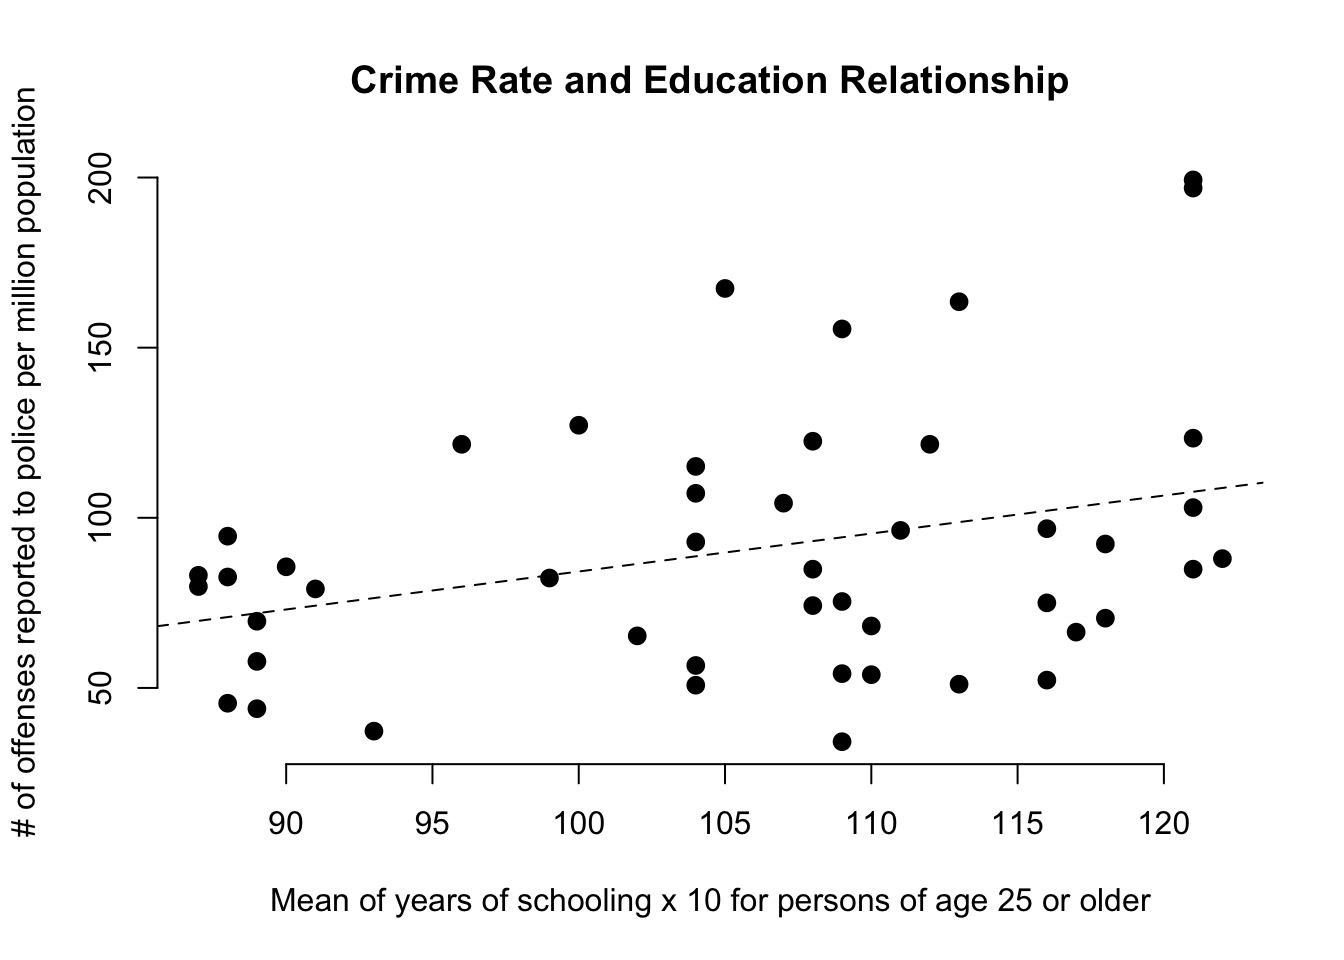 Crime Rate and Education Relationship
# of offenses reported to police per million population
200
150
100
50
90 95 100 105 110 115 120
Mean of years of schooling x 10 for persons of age 25 or older